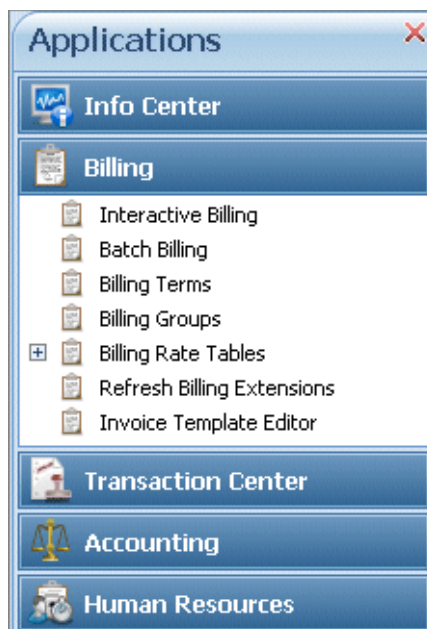 Applications
Info Center
Billing
Interactive Billing
Batch Billing
Billing Terms
Billing Groups
Billing Rate Tables
Refresh Billing Extensions
Invoice Template Editor
Transaction Center
Accounting
Human Resources